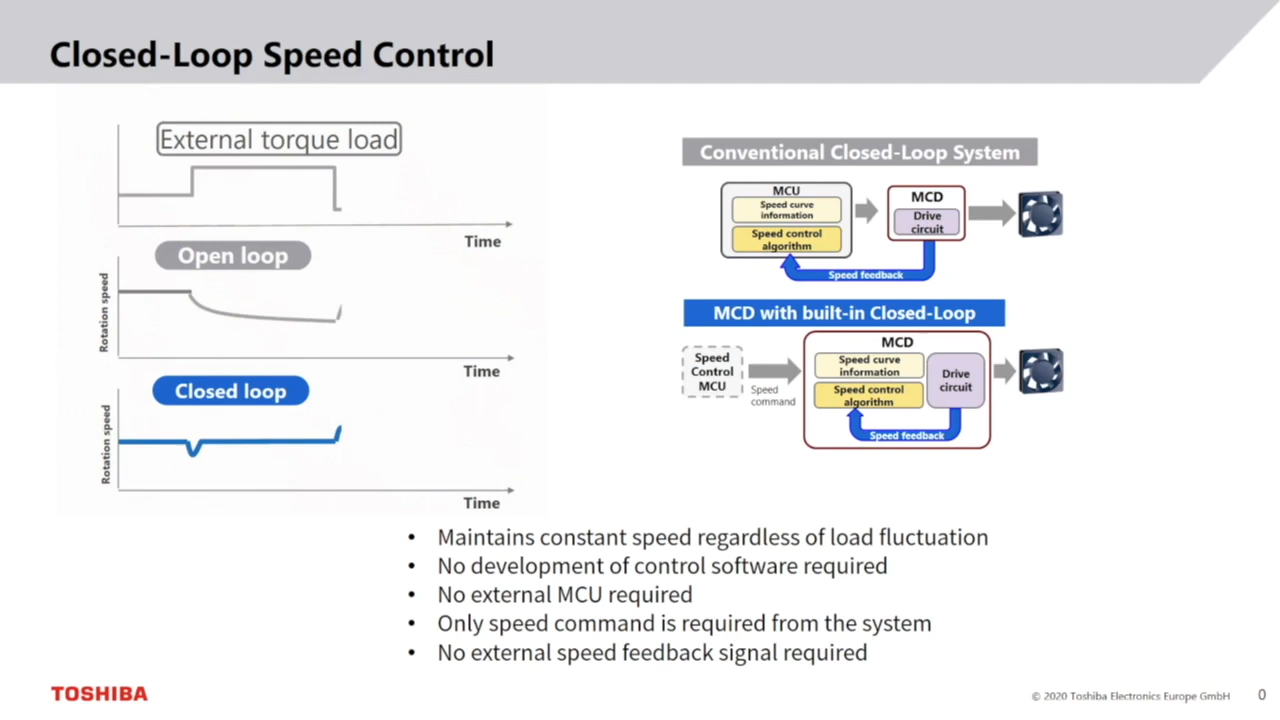 Closed-Loop Speed Control
External torque load
Time
Open loop
Rotation speed
Time
Closed loop
Rotation speed
Time
Conventional Closed-Loop System
MCU
Speed curve
information
Speed control
algorithm
MCD
Drive
circuit
Speed feedback
MCD with built-in Closed-Loop
Speed
Control
MCU
Speed
command
MCD
Speed curve
information
Speed control
algorithm
Drive
circuit
Speed feedback
• Maintains constant speed regardless of load fluctuation
• No development of control software required
• No external MCU required
• Only speed command is required from the system
• No external speed feedback signal required
TOSHIBA
© 2020 Toshiba Electronics Europe GmbH
0